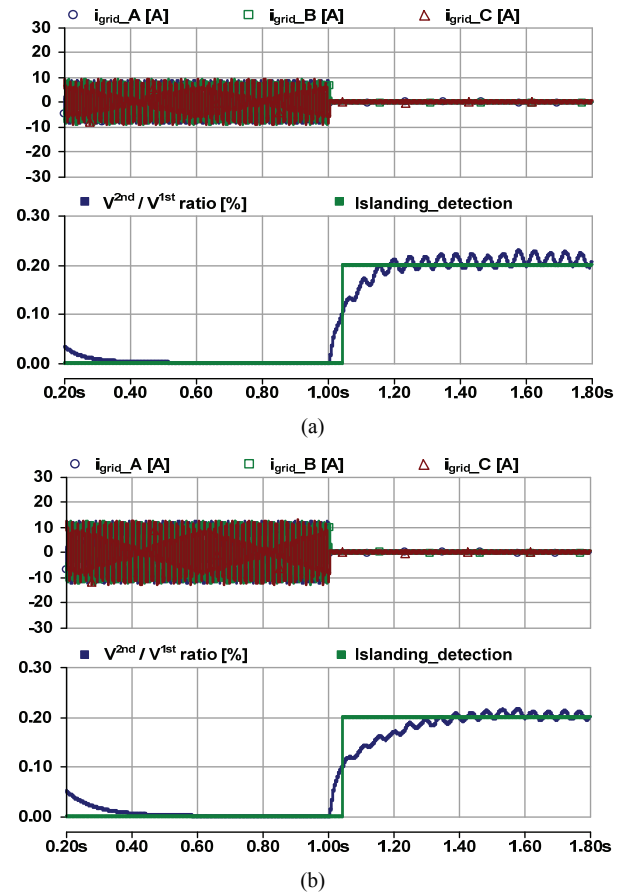 i_grid_A [A] i_grid_B [A] i_grid_C [A]
30
20
10
0
-10
-20
-30
V^2nd / V^1st ratio [%] Islanding_detection
0.30
0.20
0.10
0.00
0.20s 0.40 0.60 0.80 1.00s 1.20 1.40 1.60 1.80s
(a)
i_grid_A [A] i_grid_B [A] i_grid_C [A]
30
20
10
0
-10
-20
-30
V^2nd / V^1st ratio [%] Islanding_detection
0.30
0.20
0.10
0.00
0.20s 0.40 0.60 0.80 1.00s 1.20 1.40 1.60 1.80s
(b)